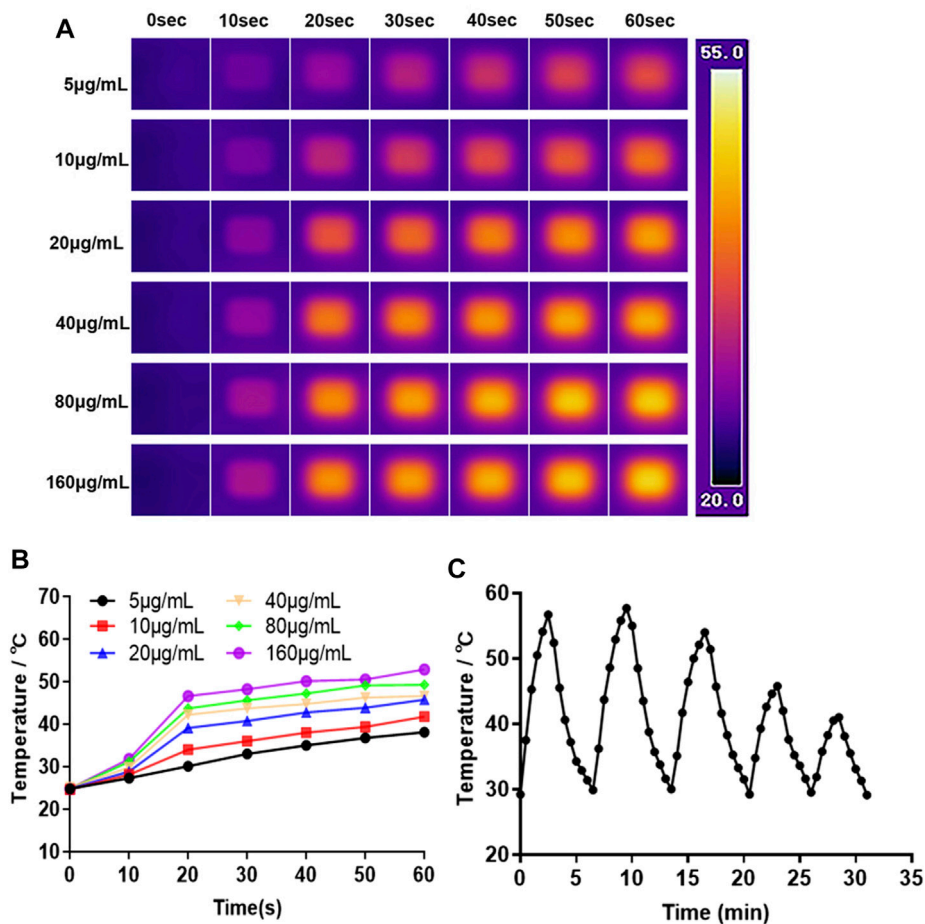 A
0sec 10sec 20sec 30sec 40sec 50sec 60sec
5μg/mL
10μg/mL
20μg/mL
40μg/mL
80μg/mL
160μg/mL
55.0
20.0
B
Temperature / °C
70
60
50
40
30
20
10
5μg/mL 40μg/mL
10μg/mL 80μg/mL
20μg/mL 160μg/mL
0 10 20 30 40 50 60
Time(s)
C
Temperature / °C
60
50
40
30
20
0 5 10 15 20 25 30 35
Time (min)